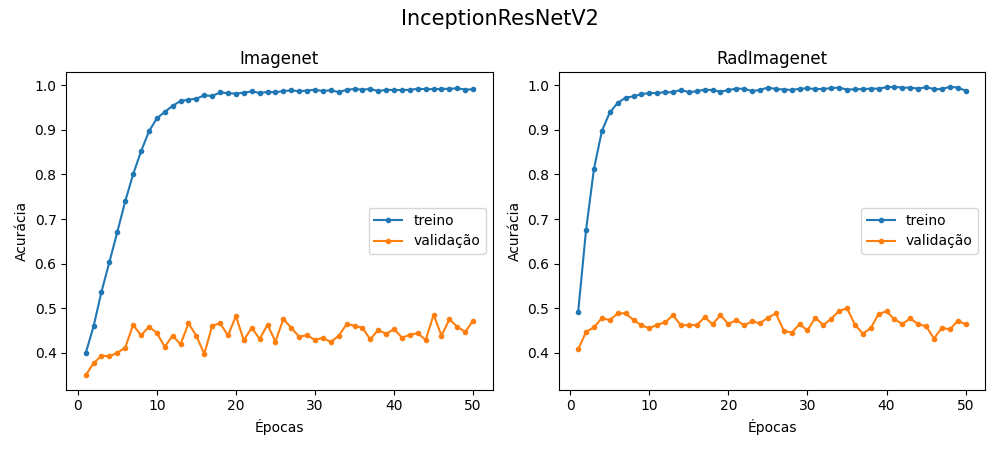 InceptionResNetV2
Imagenet
Acurácia
1.0
0.9
0.8
0.7
0.6
0.5
0.4
treino
validação
0 10 20 30 40 50
Épocas
RadImagenet
Acurácia
1.0
0.9
0.8
0.7
0.6
0.5
0.4
treino
validação
0 10 20 30 40 50
Épocas